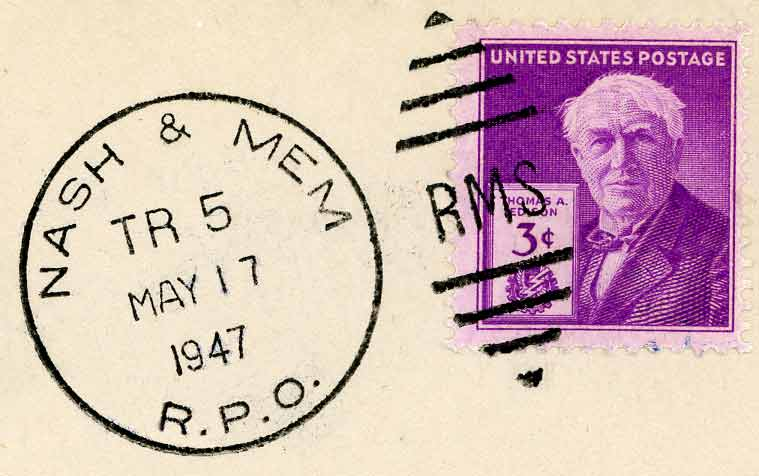 NASH & MEM
TR 5
MAY 17
1947
R.P.O.
RMS
UNITED STATES POSTAGE
THOMAS A.
EDISON
3¢